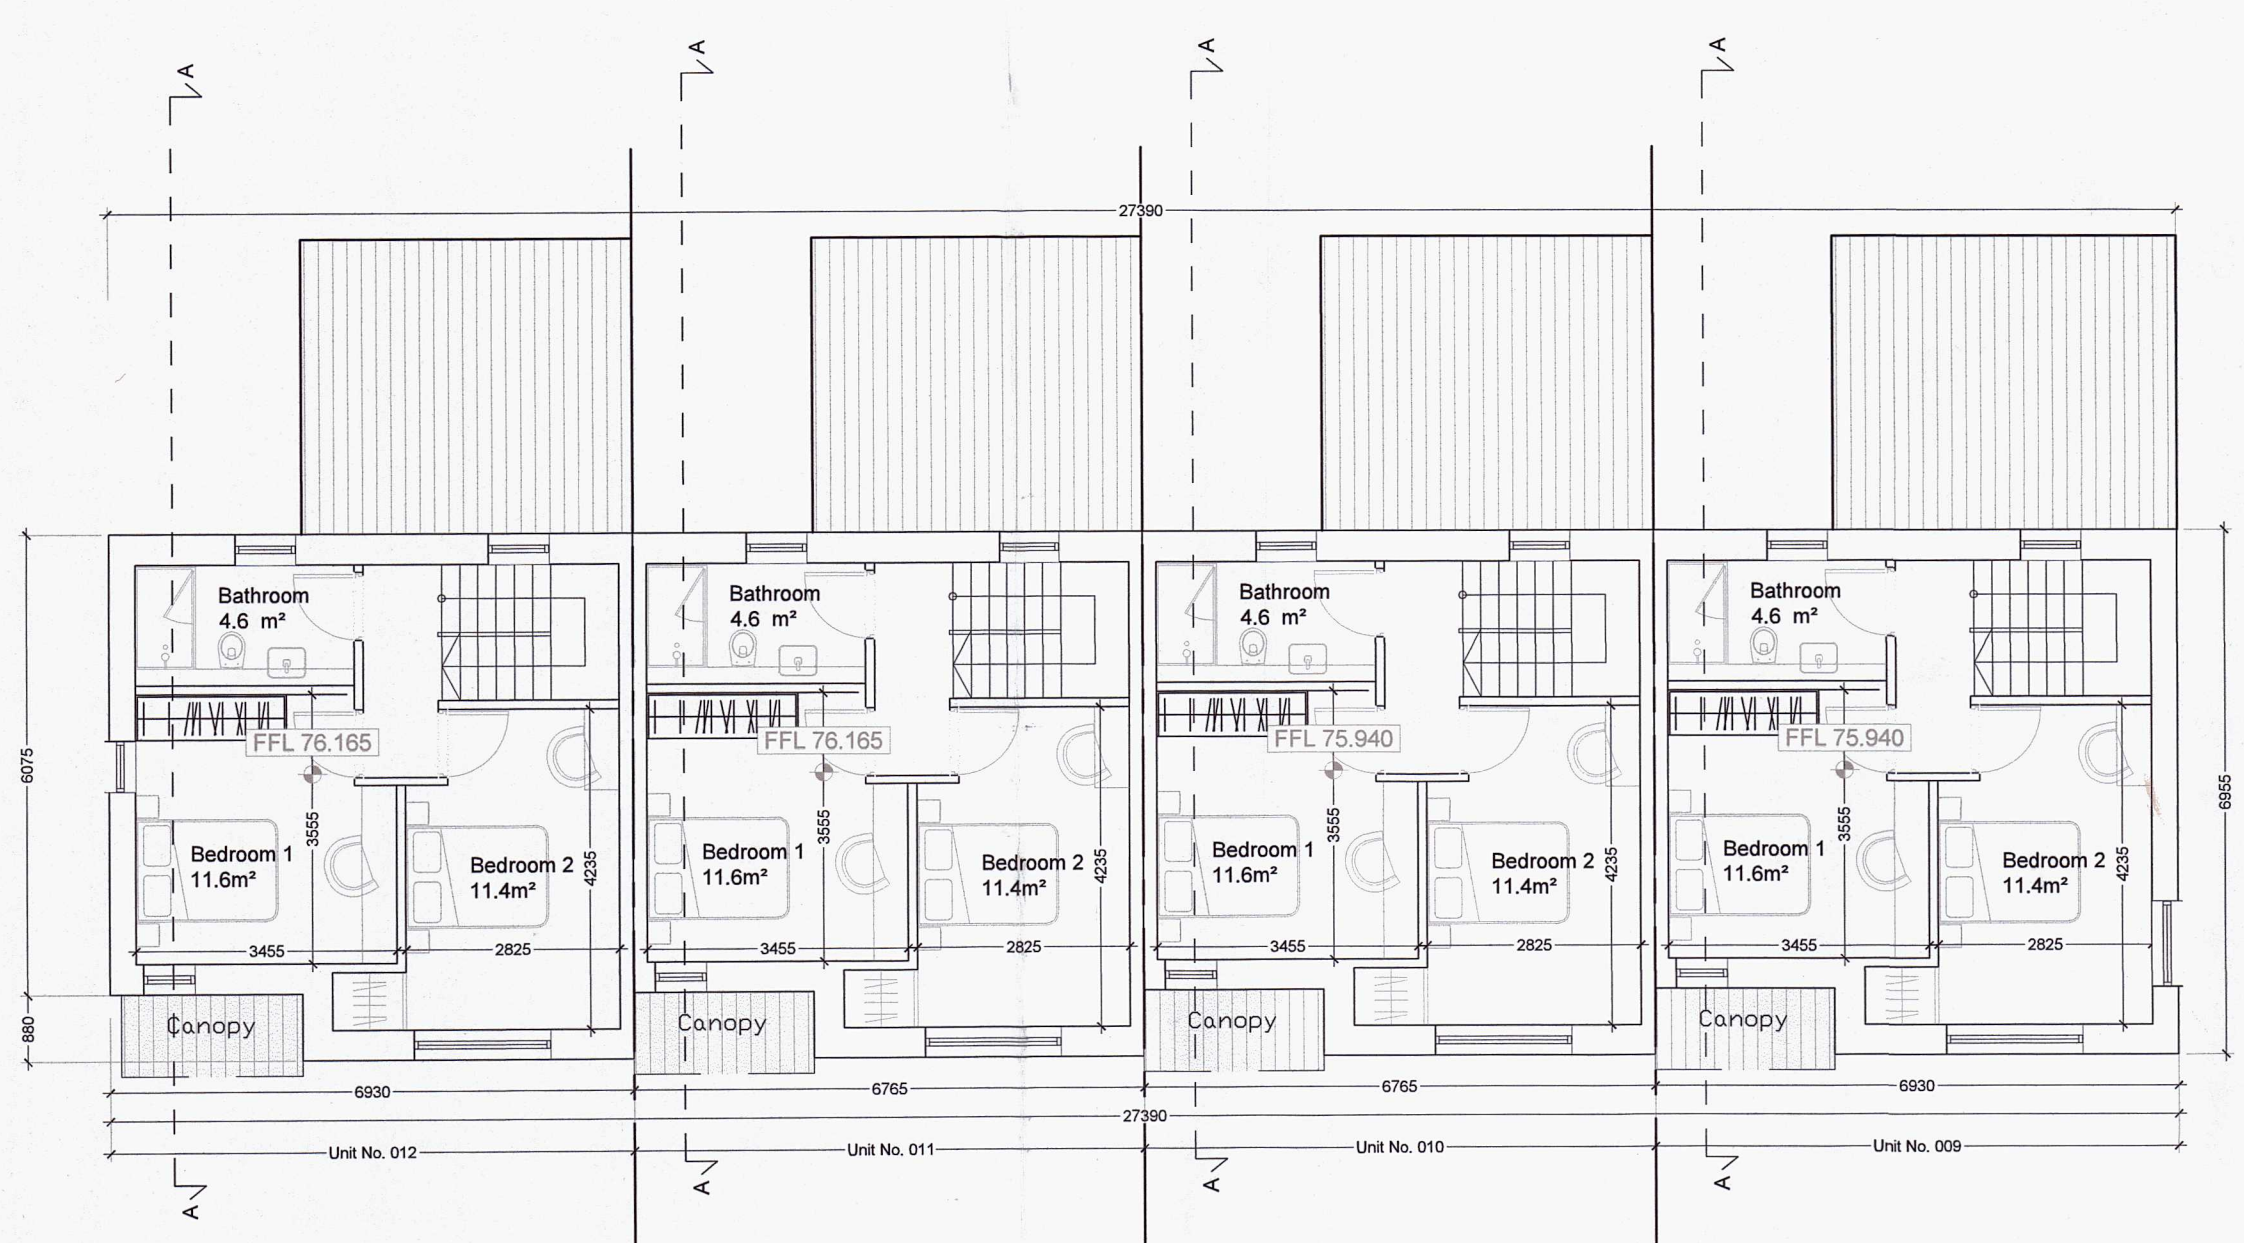 A
A
A
A
27390
Bathroom
4.6 m²
Bathroom
4.6 m²
Bathroom
4.6 m²
Bathroom
4.6 m²
FFL 76.165
FFL 76.165
FFL 75.940
FFL 75.940
6075
6955
3555
3555
3555
3555
Bedroom 1
11.6m²
Bedroom 2
11.4m²
4235
Bedroom 1
11.6m²
Bedroom 2
11.4m²
4235
Bedroom 1
11.6m²
Bedroom 2
11.4m²
4235
Bedroom 1
11.6m²
Bedroom 2
11.4m²
4235
3455
2825
3455
2825
3455
2825
3455
2825
880
Canopy
Canopy
Canopy
Canopy
6930
6765
6765
6930
27390
Unit No. 012
Unit No. 011
Unit No. 010
Unit No. 009
A
A
A
A